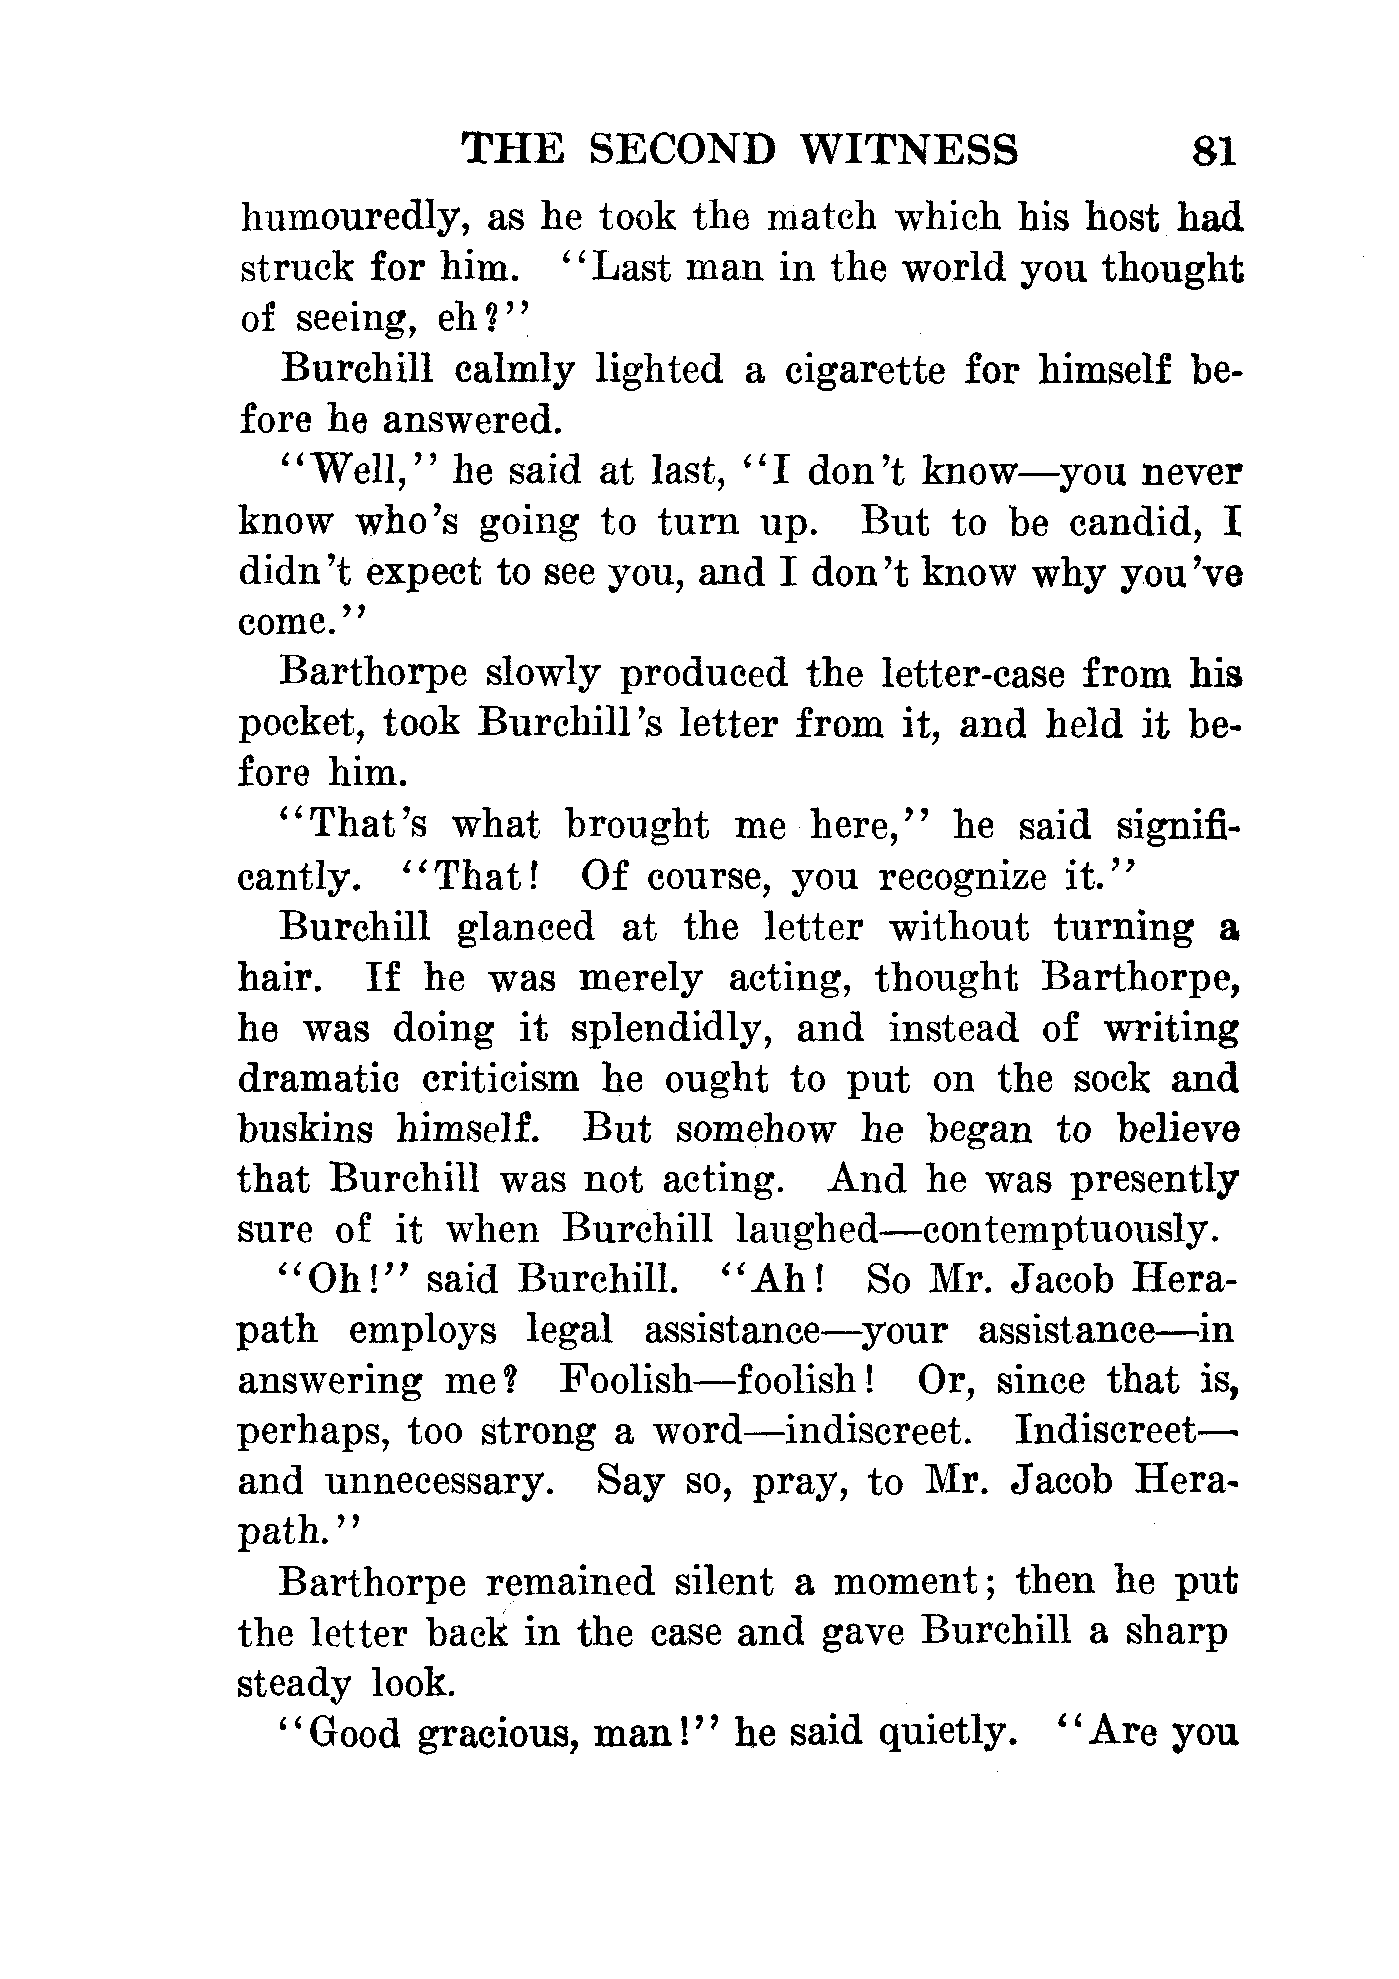 THE SECOND WITNESS 81
humouredly, as he took the match which his host had
struck for him. "Last man in the world you thought
of seeing, eh?"
Burchill calmly lighted a cigarette for himself be-
fore he answered.
"Well," he said at last, "I don't know—you never
know who's going to turn up. But to be candid, I
didn't expect to see you, and I don't know why you've
come."
Barthorpe slowly produced the letter-case from his
pocket, took Burchill's letter from it, and held it be-
fore him.
"That's what brought me here," he said signifi-
cantly. "That! Of course, you recognize it."
Burchill glanced at the letter without turning a
hair. If he was merely acting, thought Barthorpe,
he was doing it splendidly, and instead of writing
dramatic criticism he ought to put on the sock and
buskins himself. But somehow he began to believe
that Burchill was not acting. And he was presently
sure of it when Burchill laughed—contemptuously.
"Oh!" said Burchill. "Ah! So Mr. Jacob Hera-
path employs legal assistance—your assistance—in
answering me? Foolish—foolish! Or, since that is,
perhaps, too strong a word—indiscreet. Indiscreet—
and unnecessary. Say so, pray, to Mr. Jacob Hera-
path."
Barthorpe remained silent a moment; then he put
the letter back in the case and gave Burchill a sharp
steady look.
"Good gracious, man!" he said quietly. "Are you